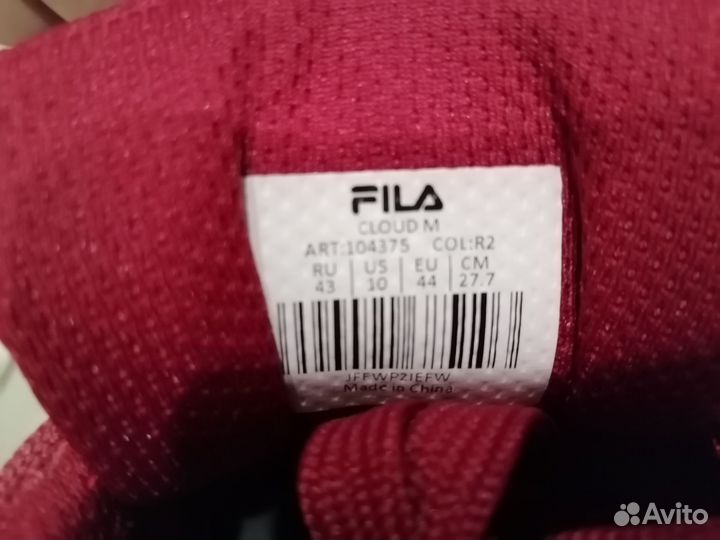 FILA
CLOUD M
ART:104375 COL:R2
RU US EU CM
43 10 44 27.7
JFFWP2IEFW
Made in China
Avito